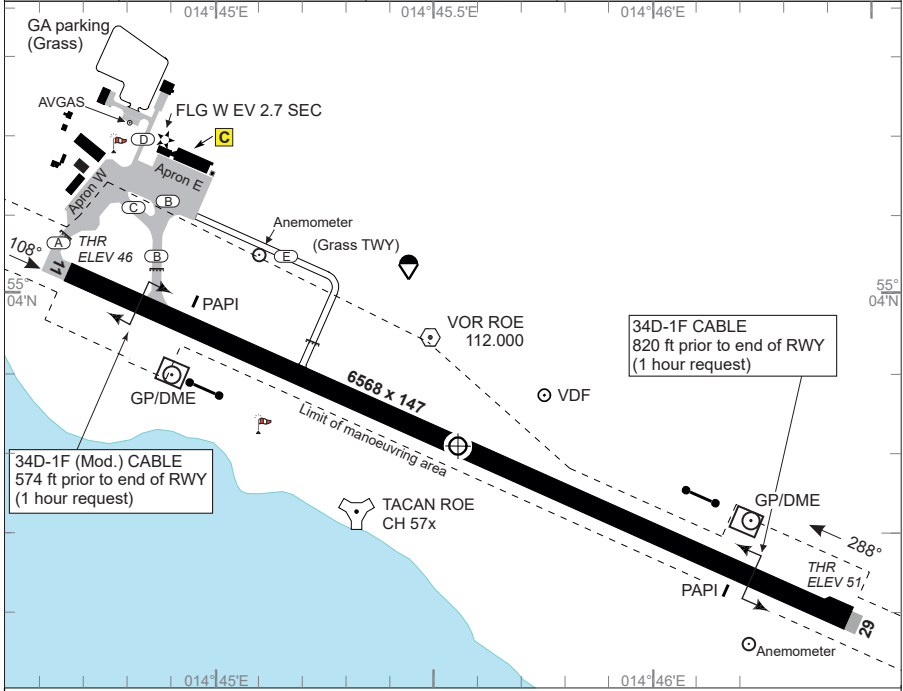 014°45'E
014°45.5'E
014°46'E
GA parking
(Grass)
AVGAS
FLG W EV 2.7 SEC
D
C
Apron E
Apron W
B
C
Anemometer
(Grass TWY)
A
THR
ELEV 46
B
E
108°
11
55°
04'N
55°
04'N
PAPI
VOR ROE
112.000
34D-1F CABLE
820 ft prior to end of RWY
(1 hour request)
GP/DME
6568 x 147
VDF
Limit of manoeuvring area
34D-1F (Mod.) CABLE
574 ft prior to end of RWY
(1 hour request)
TACAN ROE
CH 57x
GP/DME
288°
THR
ELEV 51
PAPI
29
Anemometer
014°45'E
014°46'E